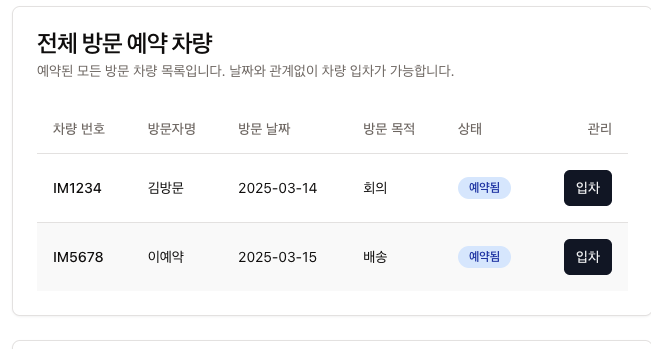 전체 방문 예약 차량
예약된 모든 방문 차량 목록입니다. 날짜와 관계없이 차량 입차가 가능합니다.
차량 번호 방문자명 방문 날짜 방문 목적 상태 관리
IM1234 김방문 2025-03-14 회의 예약됨 입차
IM5678 이예약 2025-03-15 배송 예약됨 입차